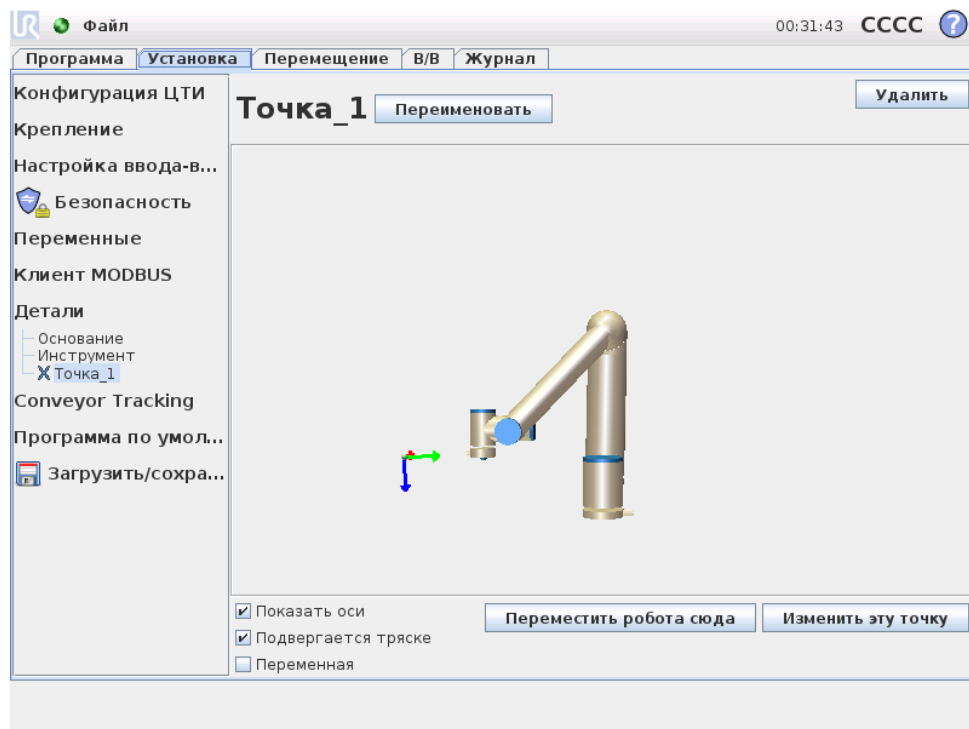 UR Файл 00:31:43 CCCC ?
Программа Установка Перемещение В/В Журнал
Конфигурация ЦТИ
Крепление
Настройка ввода-в...
Безопасность
Переменные
Клиент MODBUS
Детали
Основание
Инструмент
Точка_1
Conveyor Tracking
Программа по умол...
Загрузить/сохра...
Точка_1 Переименовать Удалить
Показать оси
Подвергается тряске
Переменная
Переместить робота сюда Изменить эту точку